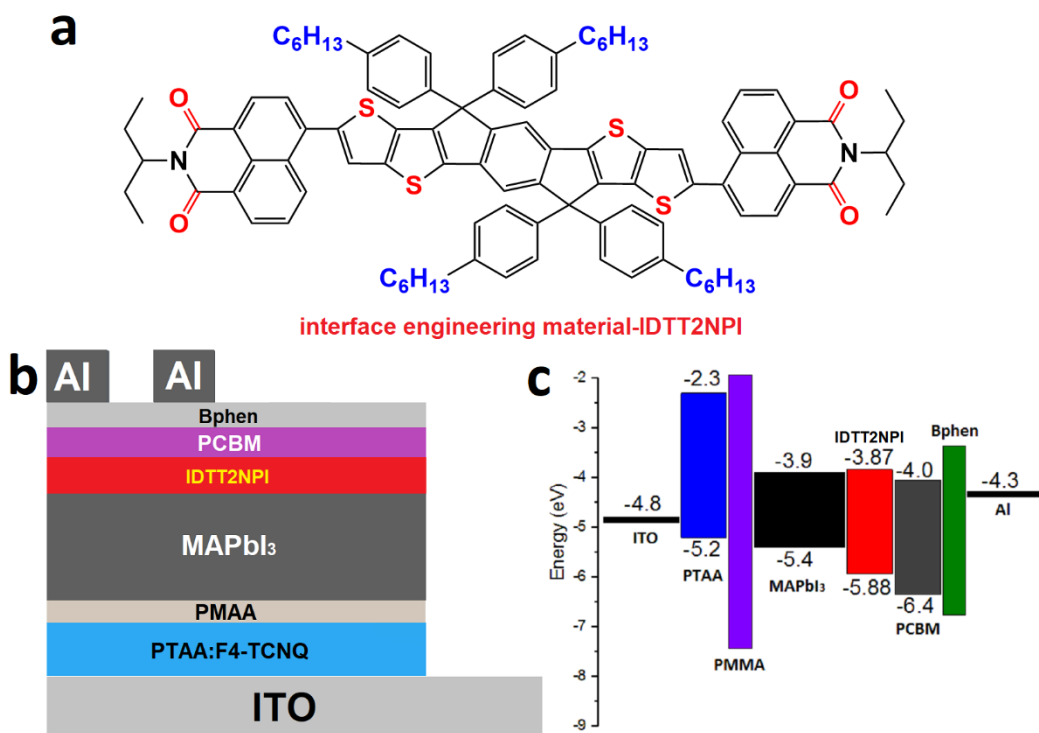 a
C₆H₁₃ C₆H₁₃
O S S O
N N
O S S O
C₆H₁₃ C₆H₁₃
interface engineering material-IDTT2NPI
b
Al Al
Bphen
PCBM
IDTT2NPI
MAPbI₃
PMAA
PTAA:F4-TCNQ
ITO
c
Energy (eV)
-2
-3
-4
-5
-6
-7
-8
-9
-4.8
ITO
-2.3
-5.2
PTAA
PMMA
-3.9
-5.4
MAPbI₃
IDTT2NPI
-3.87
-5.88
-4.0
-6.4
PCBM
Bphen
-4.3
Al